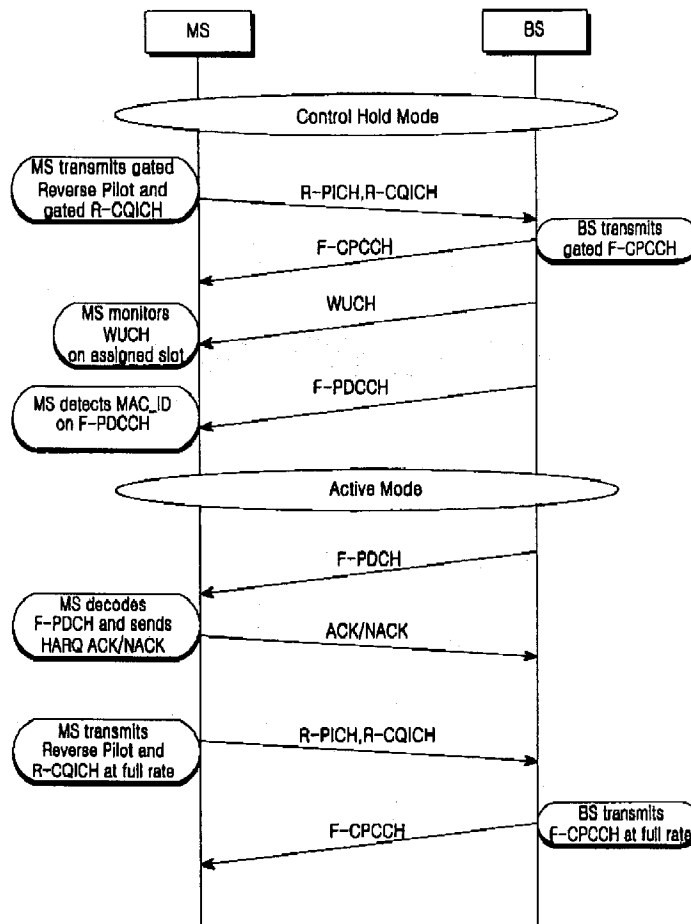 MS
BS
Control Hold Mode
MS transmits gated
Reverse Pilot and
gated R-CQICH
R-PICH,R-CQICH
BS transmits
gated F-CPCCH
F-CPCCH
WUCH
MS monitors
WUCH
on assigned slot
F-PDCCH
MS detects MAC_ID
on F-PDCCH
Active Mode
F-PDCH
MS decodes
F-PDCH and sends
HARQ ACK/NACK
ACK/NACK
MS transmits
Reverse Pilot and
R-CQICH at full rate
R-PICH,R-CQICH
BS transmits
F-CPCCH at full rate
F-CPCCH